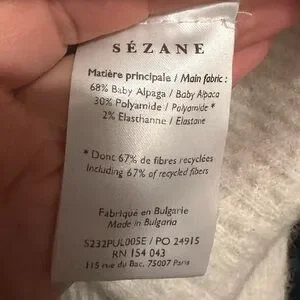 SÉZANE
Matière principale / Main fabric :
68% Baby Alpaga / Baby Alpaca
30% Polyamide / Polyamide *
2% Elasthanne / Elastane
* Dont 67% de fibres recyclées
Including 67% of recycled fibers
Fabriqué en Bulgarie
Made in Bulgaria
S232PUL005E / PO 24915
RN 154 043
115 rue du Bac, 75007 Paris